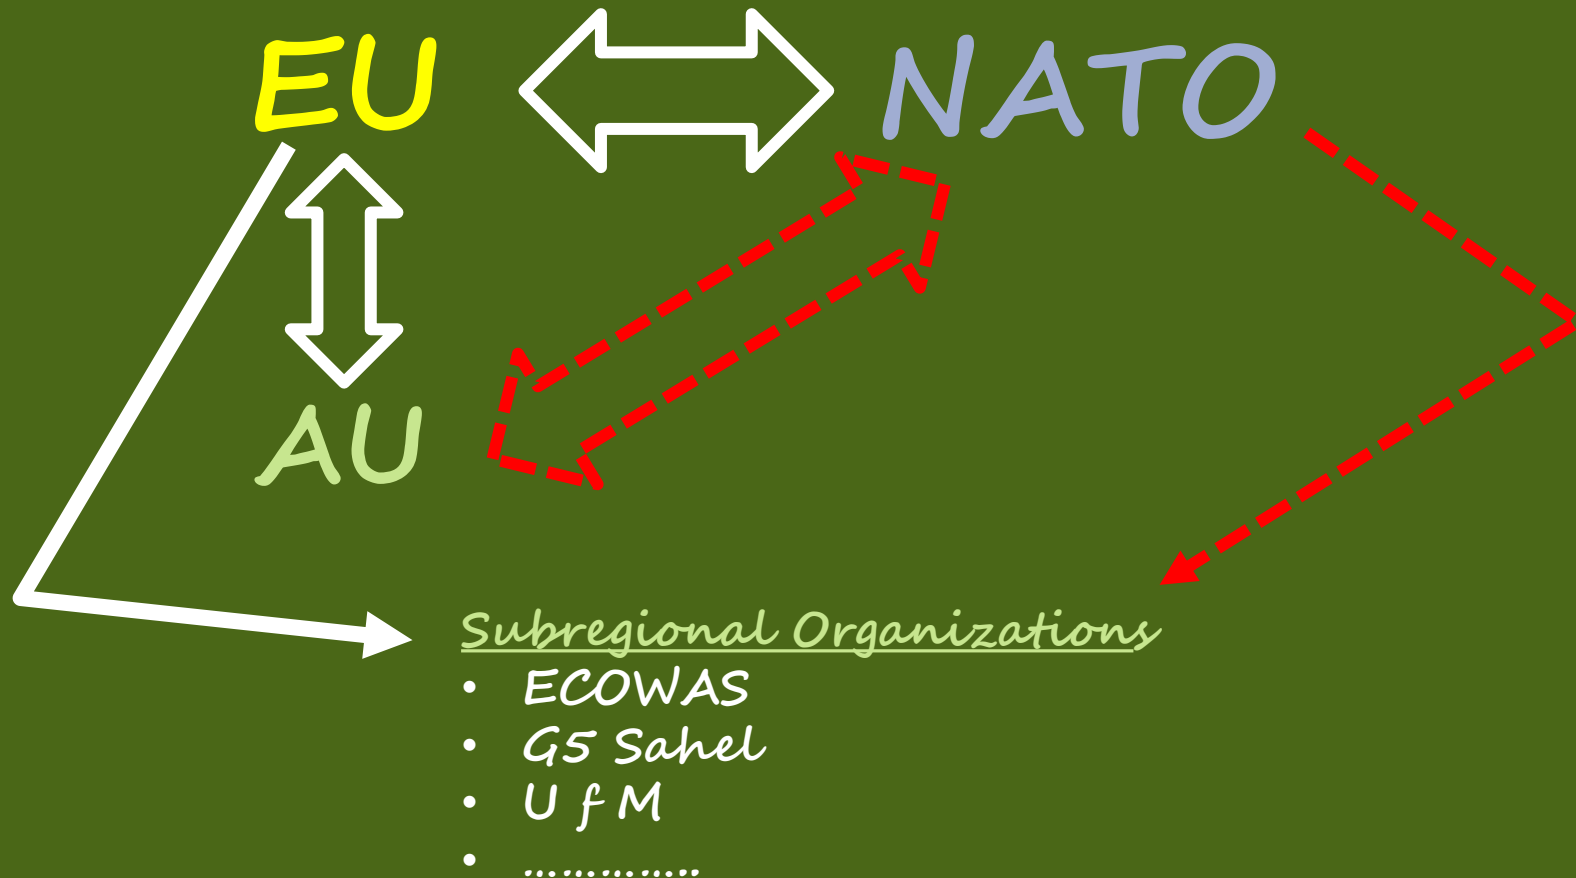 EU NATO
AU
Subregional Organizations
• ECOWAS
• G5 Sahel
• U f M
• …………..